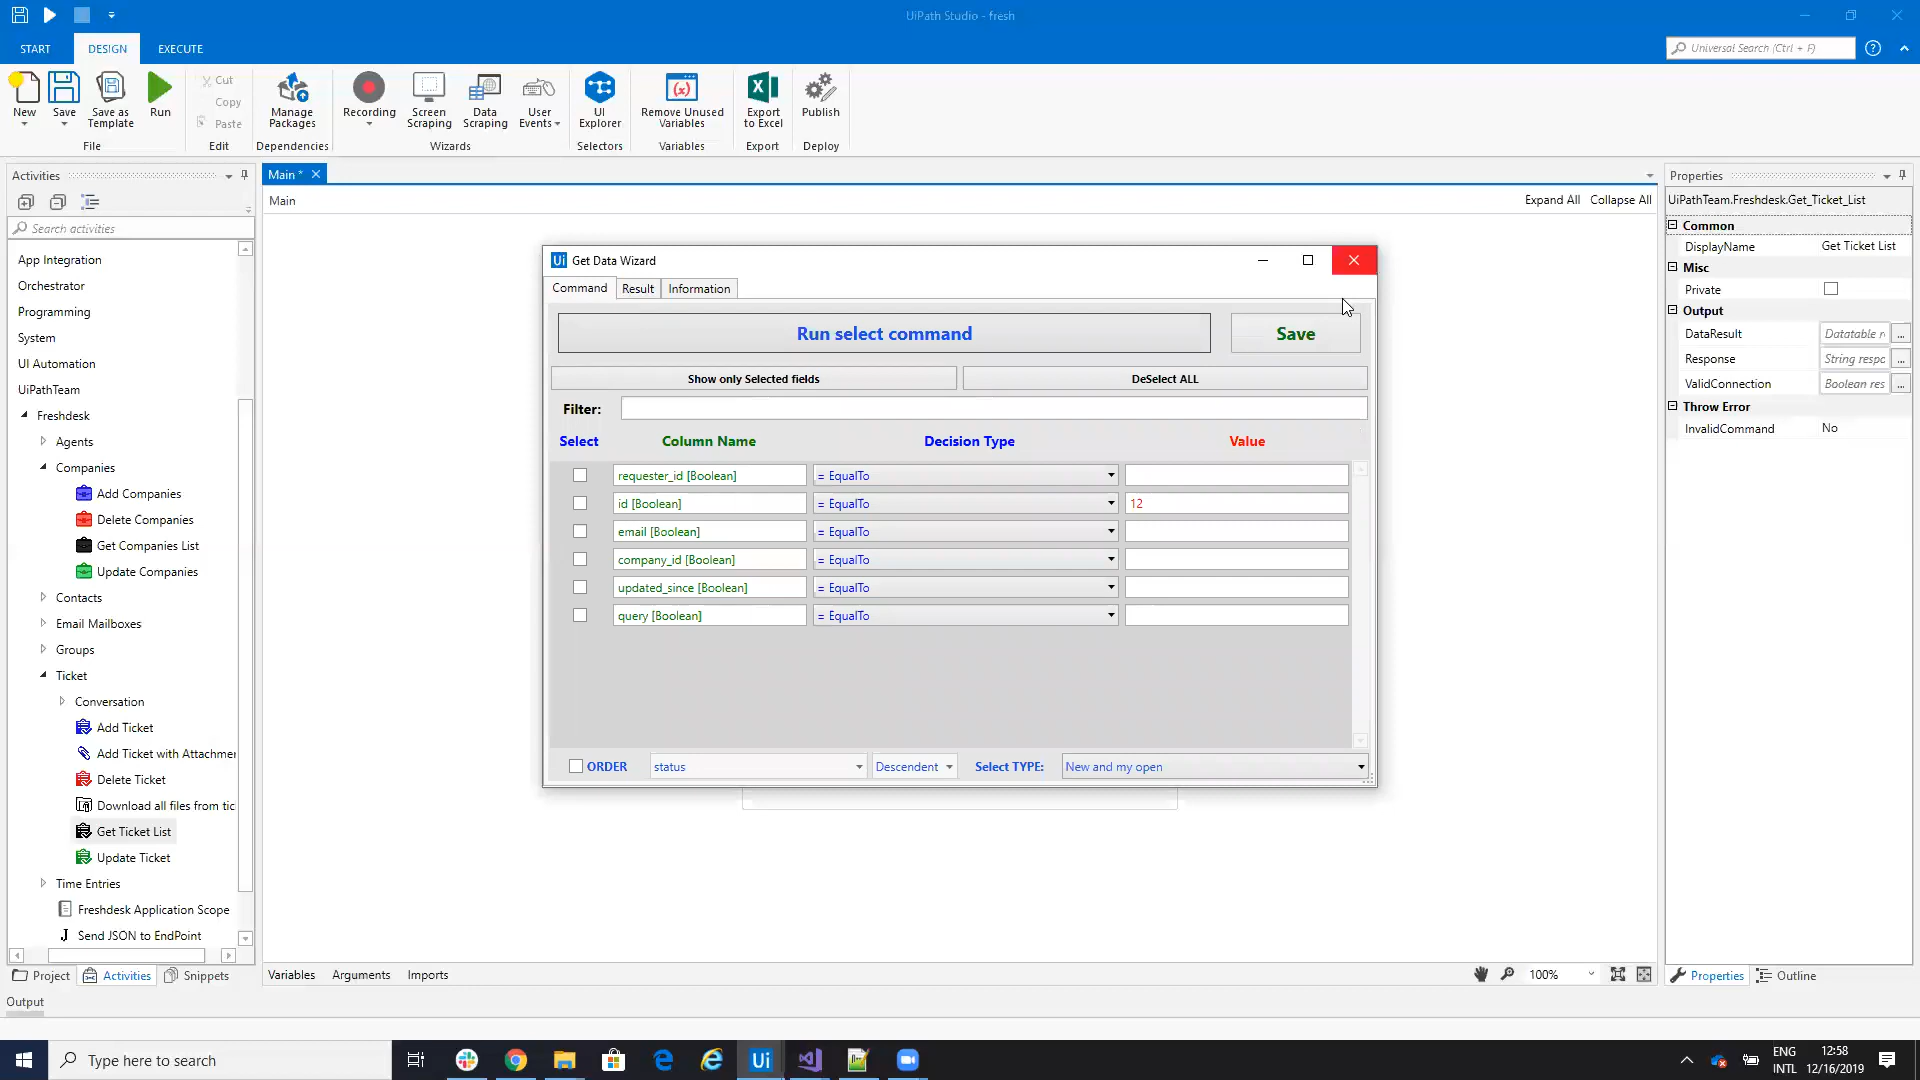 UiPath Studio - fresh
START DESIGN EXECUTE
Universal Search (Ctrl + F)
New Save Save as Template Run
Cut
Copy
Paste
Manage Packages
Recording Screen Scraping Data Scraping User Events
UI Explorer
Remove Unused Variables
Export to Excel
Publish
File Edit Dependencies Wizards Selectors Variables Export Deploy
Activities
Search activities
App Integration
Orchestrator
Programming
System
UI Automation
UiPathTeam
Freshdesk
Agents
Companies
Add Companies
Delete Companies
Get Companies List
Update Companies
Contacts
Email Mailboxes
Groups
Ticket
Conversation
Add Ticket
Add Ticket with Attachmer
Delete Ticket
Download all files from tic
Get Ticket List
Update Ticket
Time Entries
Freshdesk Application Scope
Send JSON to EndPoint
Project Activities Snippets
Output
Main *
Main
Expand All Collapse All
Ui Get Data Wizard
Command Result Information
Run select command Save
Show only Selected fields DeSelect ALL
Filter:
Select Column Name Decision Type Value
requester_id [Boolean] = EqualTo
id [Boolean] = EqualTo 12
email [Boolean] = EqualTo
company_id [Boolean] = EqualTo
updated_since [Boolean] = EqualTo
query [Boolean] = EqualTo
ORDER status Descendent Select TYPE: New and my open
Variables Arguments Imports
100%
Properties
UiPathTeam.Freshdesk.Get_Ticket_List
Common
DisplayName Get Ticket List
Misc
Private
Output
DataResult Datatable r ...
Response String respc ...
ValidConnection Boolean res ...
Throw Error
InvalidCommand No
Properties Outline
Type here to search
Ui
ENG
INTL
12:58
12/16/2019